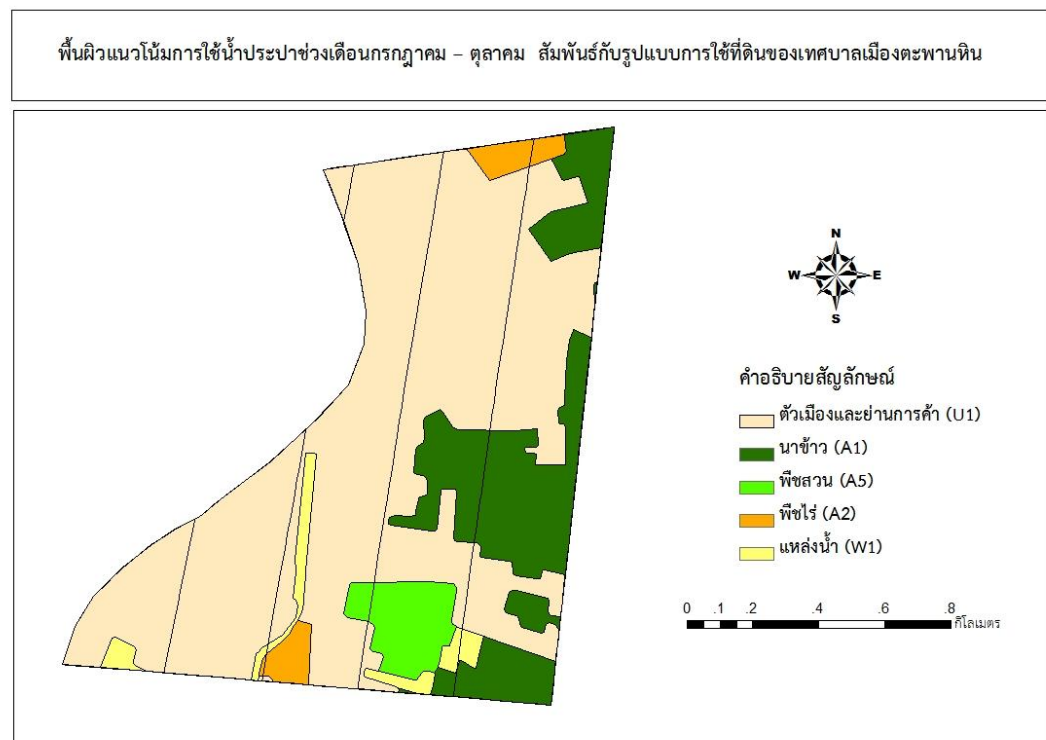 พื้นผิวแนวโน้มการใช้น้ำประปาช่วงเดือนกรกฎาคม – ตุลาคม สัมพันธ์กับรูปแบบการใช้ที่ดินของเทศบาลเมืองตะพานหิน
N
W E
S
คำอธิบายสัญลักษณ์
ตัวเมืองและย่านการค้า (U1)
นาข้าว (A1)
พืชสวน (A5)
พืชไร่ (A2)
แหล่งน้ำ (W1)
0 .1 .2 .4 .6 .8
กิโลเมตร